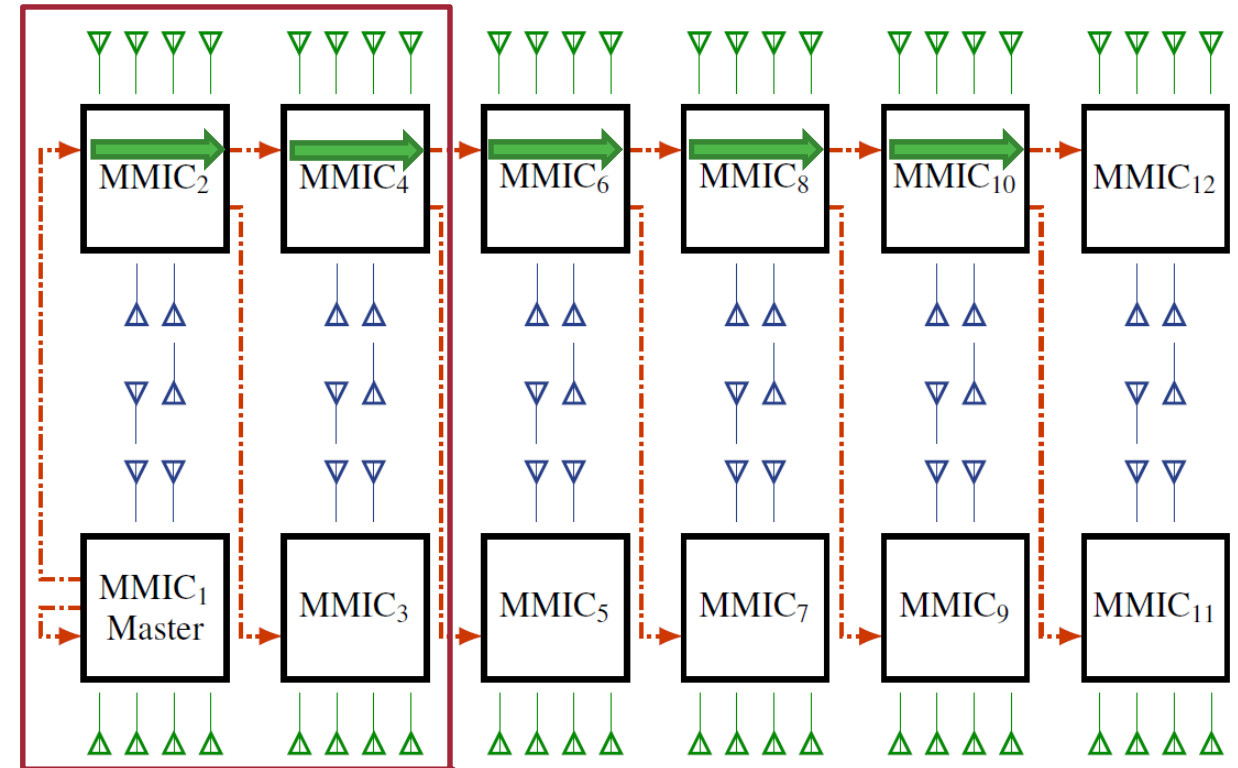 MMIC₂
MMIC₄
MMIC₆
MMIC₈
MMIC₁₀
MMIC₁₂
MMIC₁
Master
MMIC₃
MMIC₅
MMIC₇
MMIC₉
MMIC₁₁